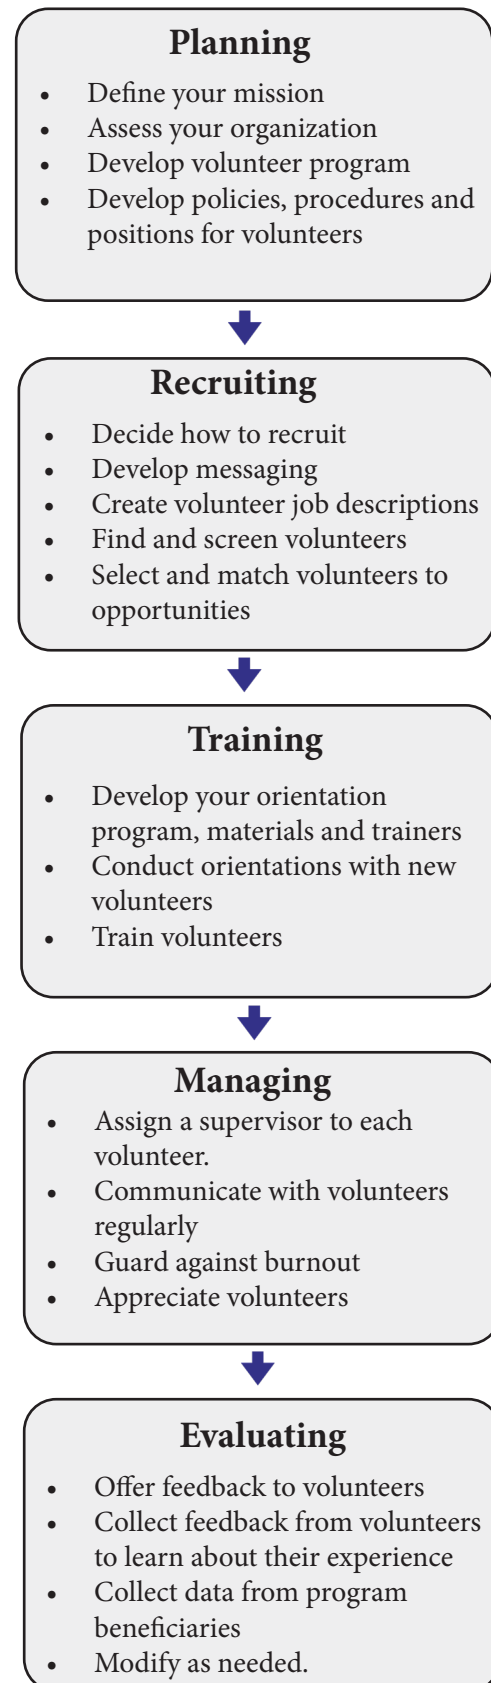 Planning
• Define your mission
• Assess your organization
• Develop volunteer program
• Develop policies, procedures and
positions for volunteers
Recruiting
• Decide how to recruit
• Develop messaging
• Create volunteer job descriptions
• Find and screen volunteers
• Select and match volunteers to
opportunities
Training
• Develop your orientation
program, materials and trainers
• Conduct orientations with new
volunteers
• Train volunteers
Managing
• Assign a supervisor to each
volunteer.
• Communicate with volunteers
regularly
• Guard against burnout
• Appreciate volunteers
Evaluating
• Offer feedback to volunteers
• Collect feedback from volunteers
to learn about their experience
• Collect data from program
beneficiaries
• Modify as needed.